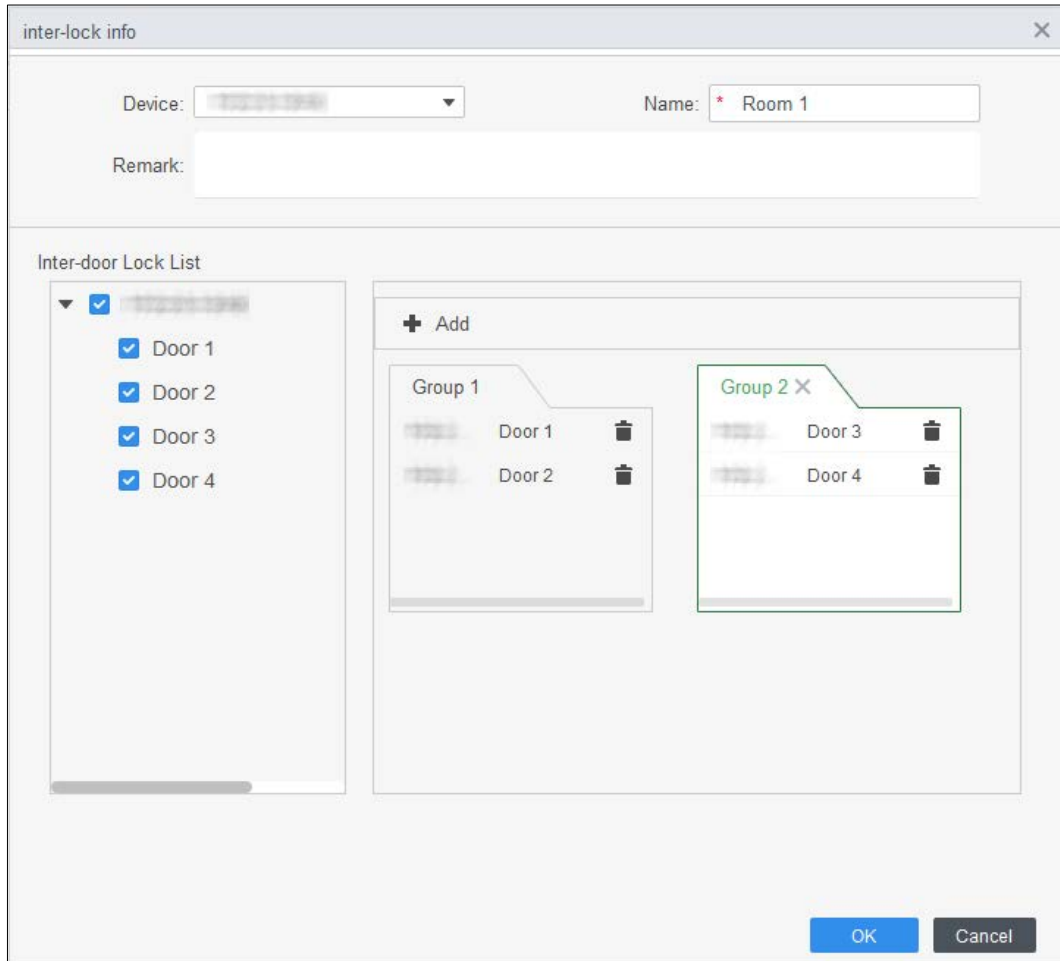 inter-lock info
Device:
Name: * Room 1
Remark:
Inter-door Lock List
Door 1
Door 2
Door 3
Door 4
Add
Group 1
Door 1
Door 2
Group 2
Door 3
Door 4
OK
Cancel